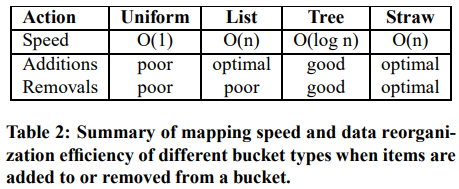 Action Uniform List Tree Straw
Speed O(1) O(n) O(log n) O(n)
Additions poor optimal good optimal
Removals poor poor good optimal
Table 2: Summary of mapping speed and data reorgani-
zation efficiency of different bucket types when items are
added to or removed from a bucket.